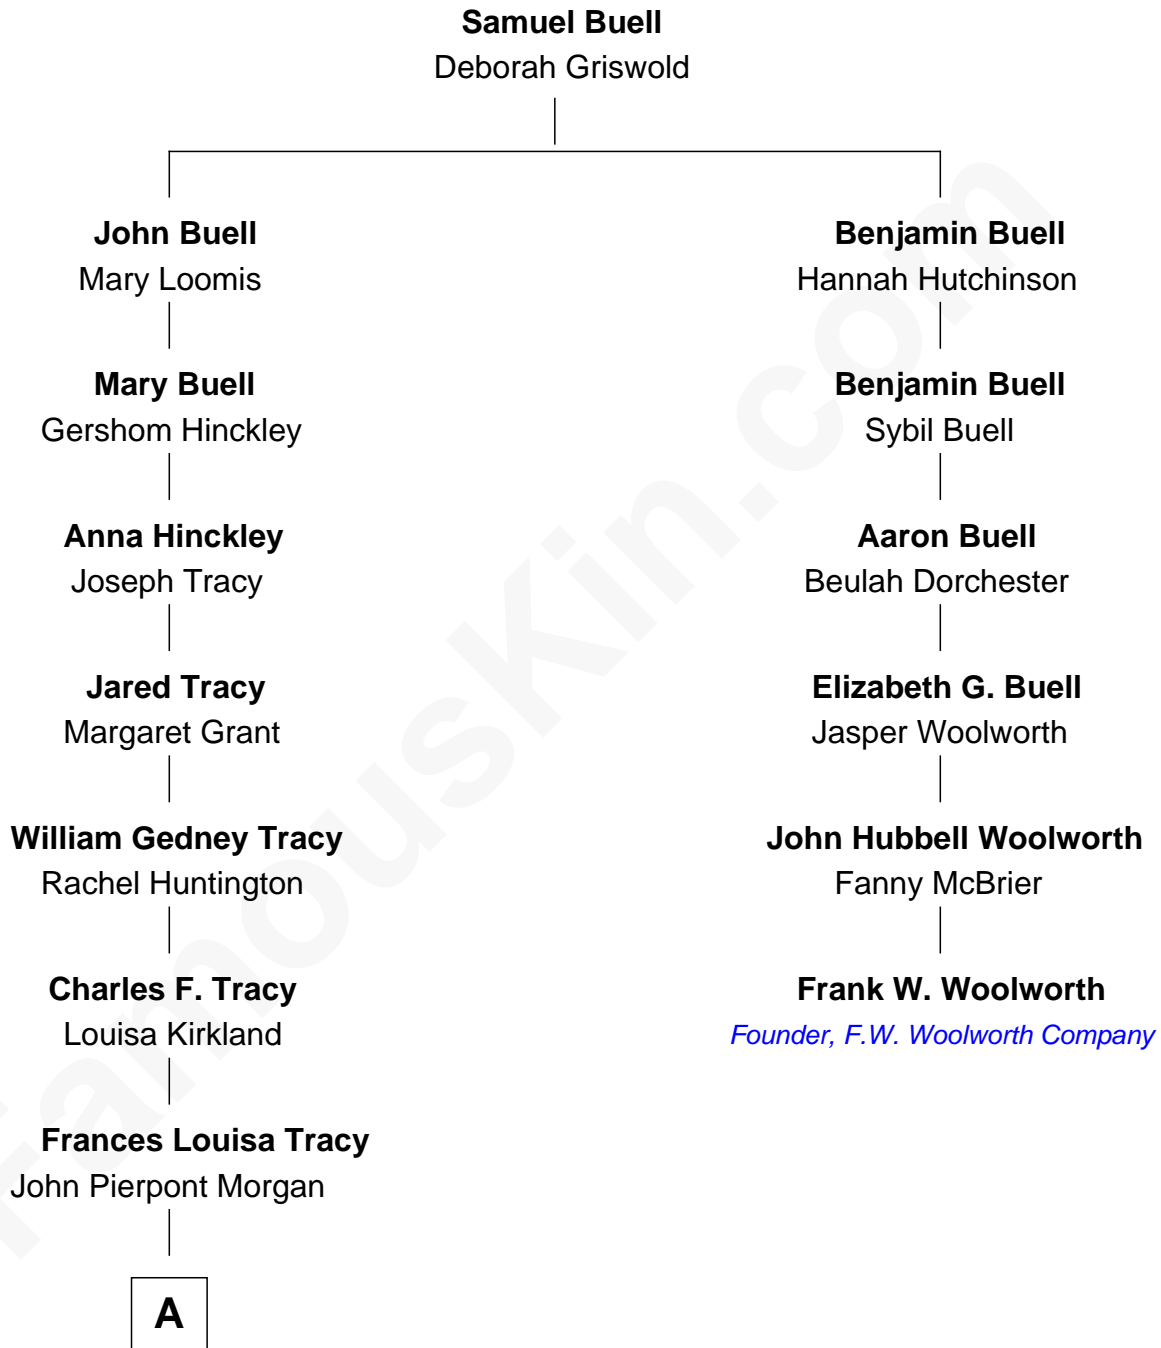 Samuel Buell
Deborah Griswold
John Buell
Mary Loomis
Benjamin Buell
Hannah Hutchinson
Mary Buell
Gershom Hinckley
Benjamin Buell
Sybil Buell
Anna Hinckley
Joseph Tracy
Aaron Buell
Beulah Dorchester
Jared Tracy
Margaret Grant
Elizabeth G. Buell
Jasper Woolworth
William Gedney Tracy
Rachel Huntington
John Hubbell Woolworth
Fanny McBrier
Charles F. Tracy
Louisa Kirkland
Frank W. Woolworth
Founder, F.W. Woolworth Company
Frances Louisa Tracy
John Pierpont Morgan
A
FamousKin.com